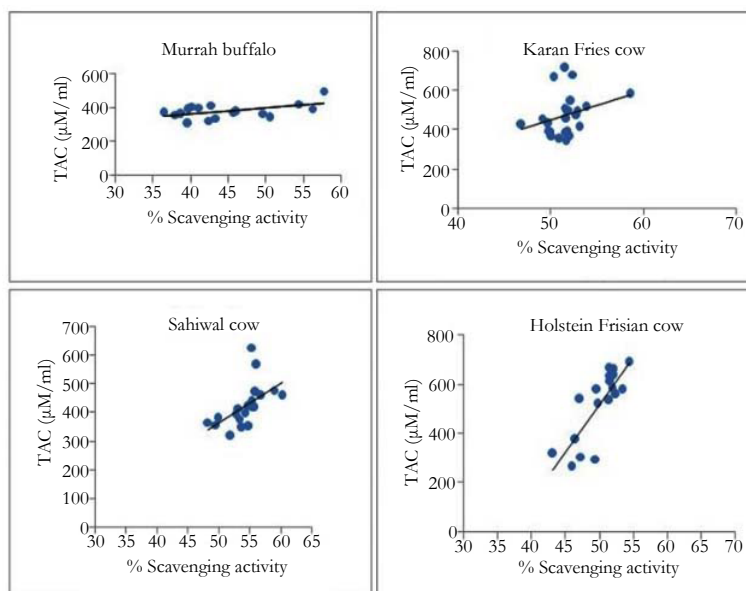 Murrah buffalo
TAC ((μM/ml)
600
400
200
0
30 35 40 45 50 55 60
% Scavenging activity
Karan Fries cow
TAC (μM/ml)
800
600
400
200
0
40 50 60 70
% Scavenging activity
Sahiwal cow
TAC (μM/ml)
700
600
500
400
300
200
100
0
30 35 40 45 50 55 60 65
% Scavenging activity
Holstein Frisian cow
TAC (μM/ml)
800
600
400
200
0
30 35 40 45 50 55 60 65 70
% Scavenging activity